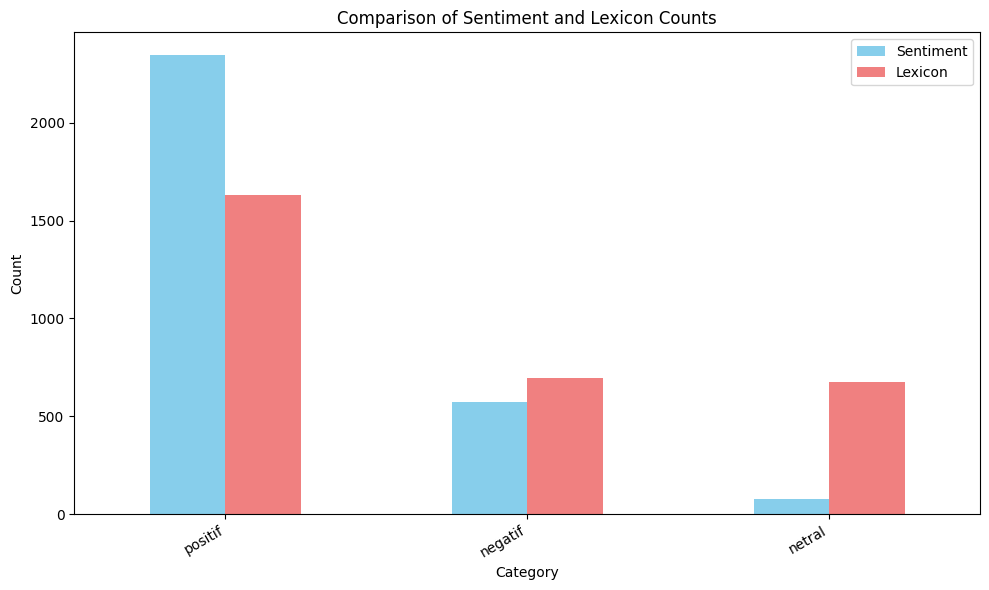 Comparison of Sentiment and Lexicon Counts
Sentiment
Lexicon
2000
1500
1000
500
0
Count
positif
negatif
netral
Category